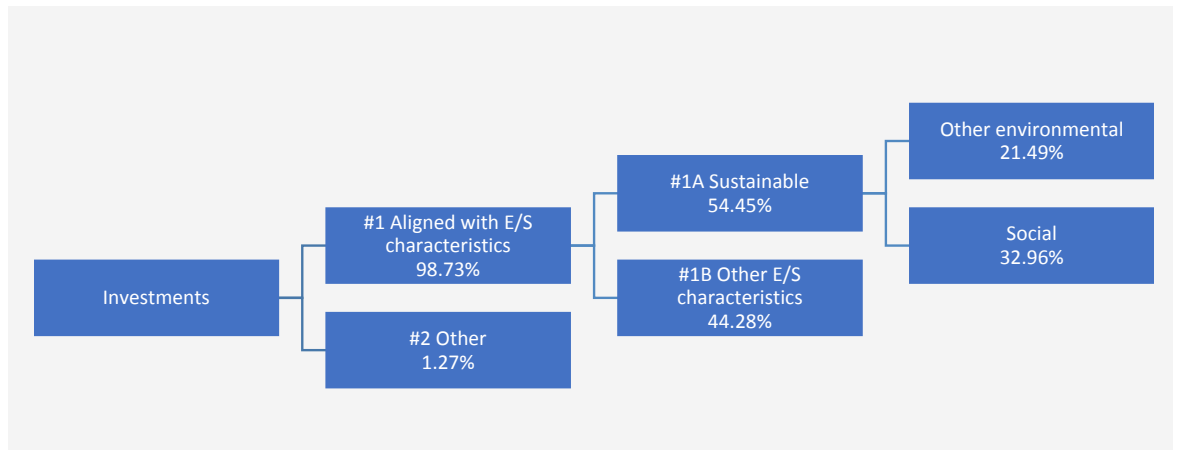 Investments
#1 Aligned with E/S
characteristics
98.73%
#2 Other
1.27%
#1A Sustainable
54.45%
#1B Other E/S
characteristics
44.28%
Other environmental
21.49%
Social
32.96%